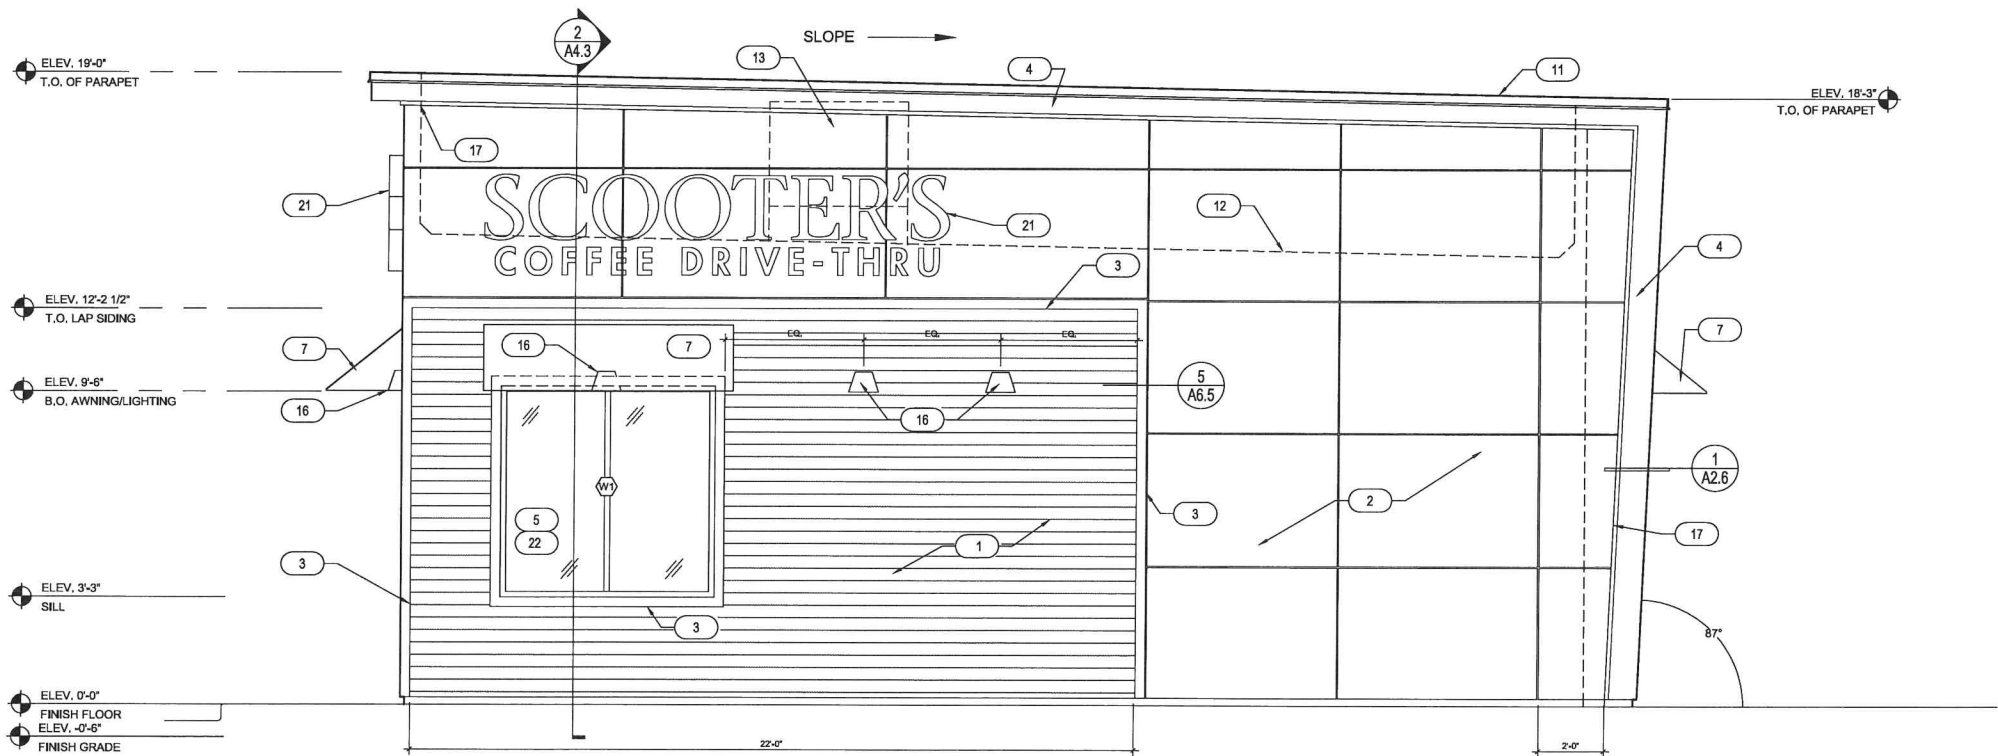 2
A4.3
SLOPE
13
4
11
ELEV. 19'-0"
T.O. OF PARAPET
ELEV. 18'-3"
T.O. OF PARAPET
17
21
SCOOTER'S
COFFEE DRIVE-THRU
21
12
4
3
ELEV. 12'-2 1/2"
T.O. LAP SIDING
7
16
7
EQ.
EQ.
EQ.
7
ELEV. 9'-6"
B.O. AWNING/LIGHTING
16
16
5
A6.5
1
A2.6
W1
5
22
2
3
17
1
3
ELEV. 3'-3"
SILL
3
87°
ELEV. 0'-0"
FINISH FLOOR
ELEV. -0'-6"
FINISH GRADE
22'-0"
2'-0"